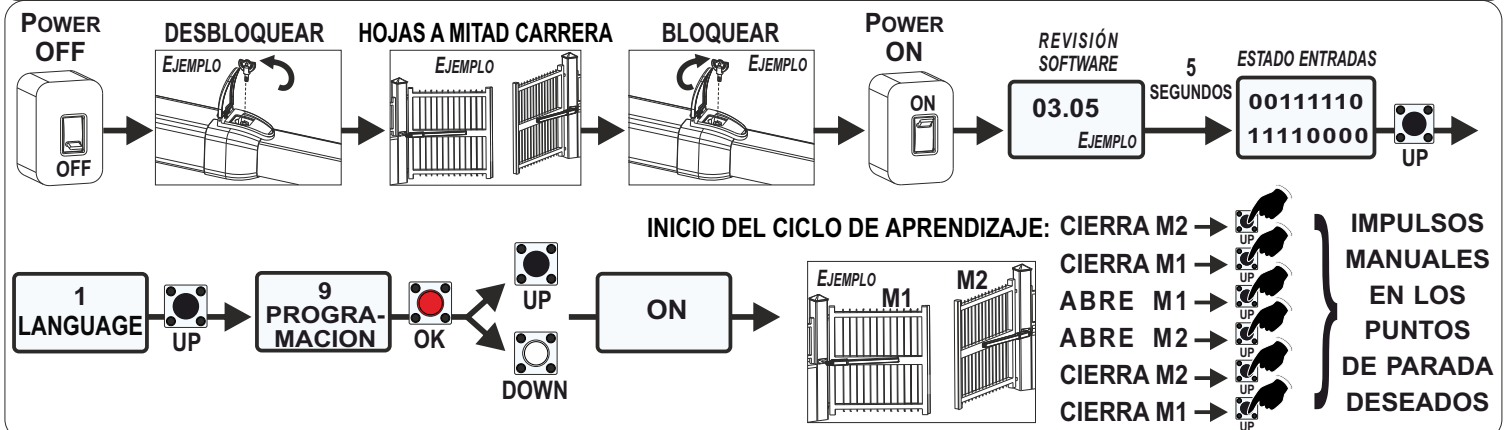 POWER
OFF
OFF
DESBLOQUEAR
EJEMPLO
HOJAS A MITAD CARRERA
EJEMPLO
BLOQUEAR
EJEMPLO
POWER
ON
ON
REVISIÓN
SOFTWARE
03.05
EJEMPLO
5
SEGUNDOS
ESTADO ENTRADAS
00111110
11110000
UP
1
LANGUAGE
UP
9
PROGRA-
MACION
OK
UP
DOWN
ON
INICIO DEL CICLO DE APRENDIZAJE:
EJEMPLO
M1
M2
CIERRA M2
UP
CIERRA M1
UP
ABRE M1
UP
ABRE M2
UP
CIERRA M2
UP
CIERRA M1
UP
IMPULSOS
MANUALES
EN LOS
PUNTOS
DE PARADA
DESEADOS